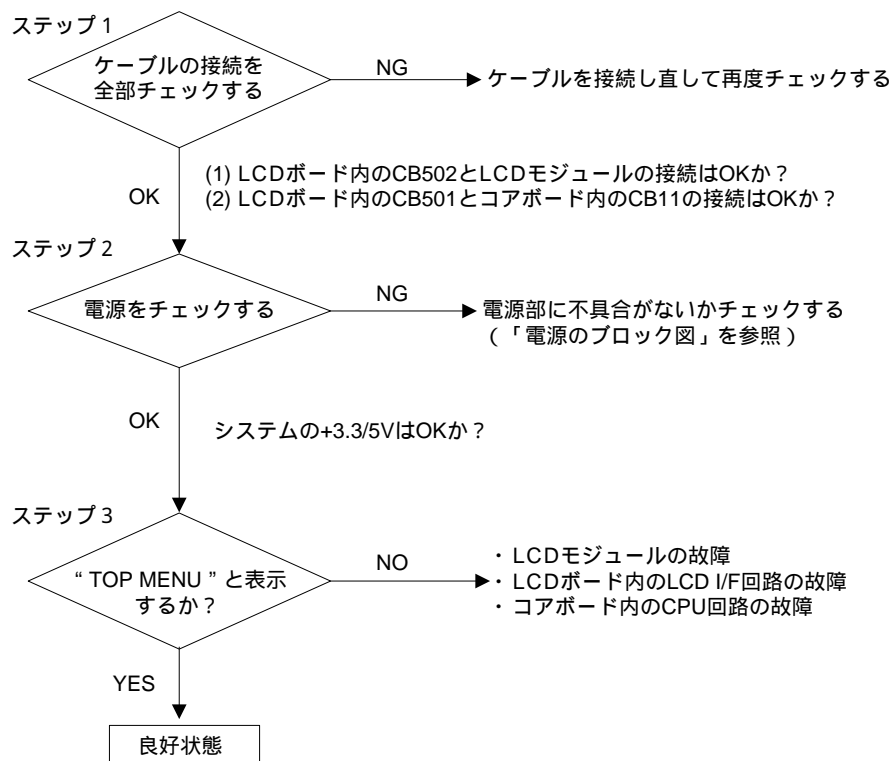 ステップ 1
ケーブルの接続を
全部チェックする
NG
ケーブルを接続し直して再度チェックする
OK
(1) LCDボード内のCB502とLCDモジュールの接続はOKか？
(2) LCDボード内のCB501とコアボード内のCB11の接続はOKか？
ステップ 2
電源をチェックする
NG
電源部に不具合がないかチェックする
(「電源のブロック図」を参照)
OK
システムの+3.3/5VはOKか？
ステップ 3
“ TOP MENU ” と表示
するか？
NO
・ LCDモジュールの故障
・ LCDボード内のLCD I/F回路の故障
・ コアボード内のCPU回路の故障
YES
良好状態